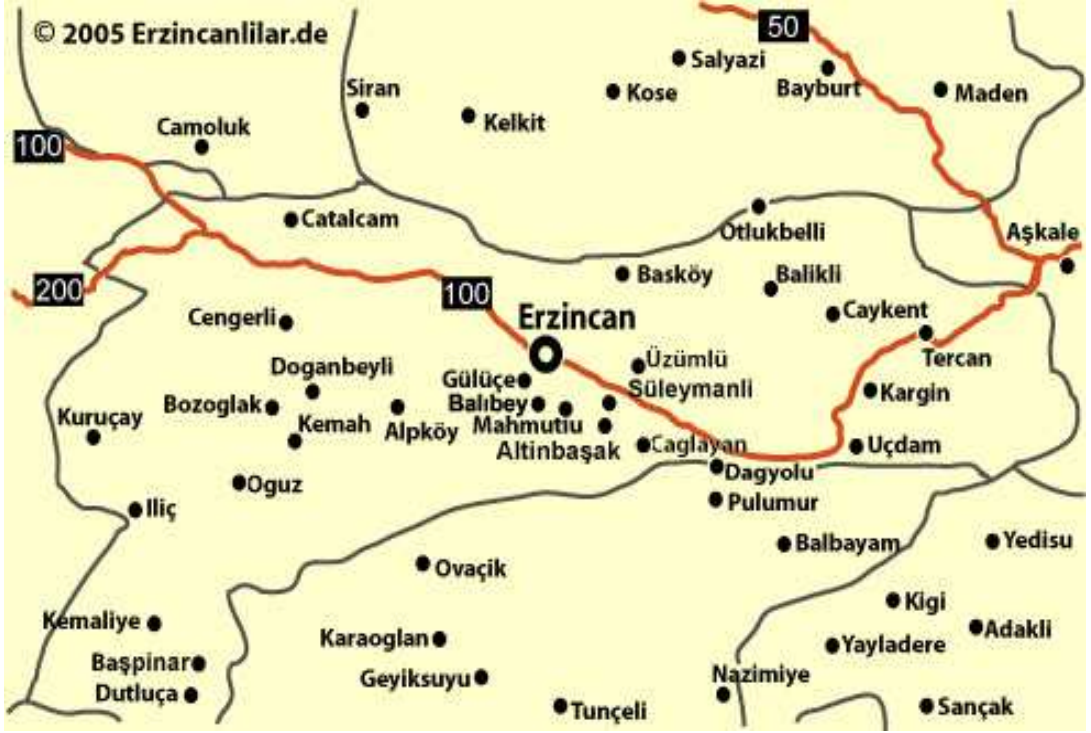 © 2005 Erzincanlilar.de
50
Salyazi
Bayburt
Siran
Kose
Maden
Kelkit
Camoluk
100
Catalcam
Otlukbelli
Aşkale
Basköy
Balikli
200
100
Cengerli
Erzincan
Caykent
Tercan
Üzümlü
Doganbeyli
Gülüçe
Süleymanli
Kargin
Bozoglak
Balıbey
Kuruçay
Kemah
Alpköy
Mahmutlu
Altinbaşak
Caglayan
Uçdam
Dagyolu
Oguz
Pulumur
Iliç
Balbayam
Yedisu
Ovaçik
Kigi
Kemaliye
Adakli
Karaoglan
Yayladere
Başpinar
Geyiksuyu
Nazimiye
Dutluça
Tunçeli
Sançak